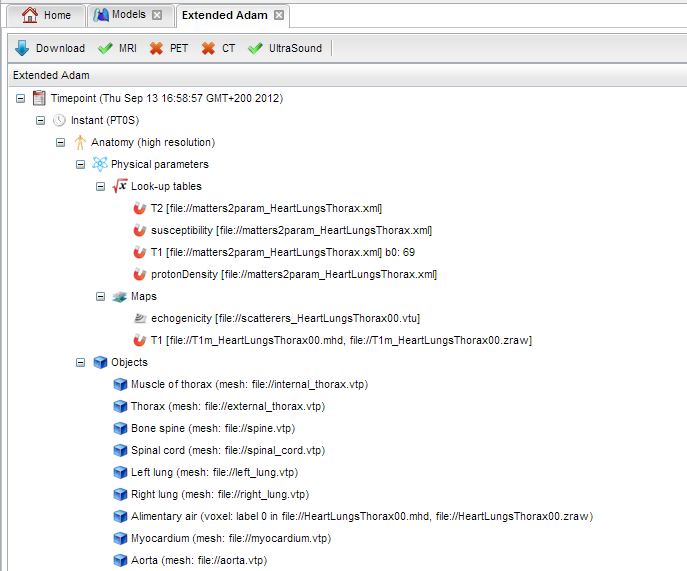 Home Models Extended Adam
Download MRI PET CT UltraSound
Extended Adam
Timepoint (Thu Sep 13 16:58:57 GMT+200 2012)
Instant (PT0S)
Anatomy (high resolution)
Physical parameters
Look-up tables
T2 [file://matters2param_HeartLungsThorax.xml]
susceptibility [file://matters2param_HeartLungsThorax.xml]
T1 [file://matters2param_HeartLungsThorax.xml] b0: 69
protonDensity [file://matters2param_HeartLungsThorax.xml]
Maps
echogenicity [file://scatterers_HeartLungsThorax00.vtu]
T1 [file://T1m_HeartLungsThorax00.mhd, file://T1m_HeartLungsThorax00.zraw]
Objects
Muscle of thorax (mesh: file://internal_thorax.vtp)
Thorax (mesh: file://external_thorax.vtp)
Bone spine (mesh: file://spine.vtp)
Spinal cord (mesh: file://spinal_cord.vtp)
Left lung (mesh: file://left_lung.vtp)
Right lung (mesh: file://right_lung.vtp)
Alimentary air (voxel: label 0 in file://HeartLungsThorax00.mhd, file://HeartLungsThorax00.zraw)
Myocardium (mesh: file://myocardium.vtp)
Aorta (mesh: file://aorta.vtp)